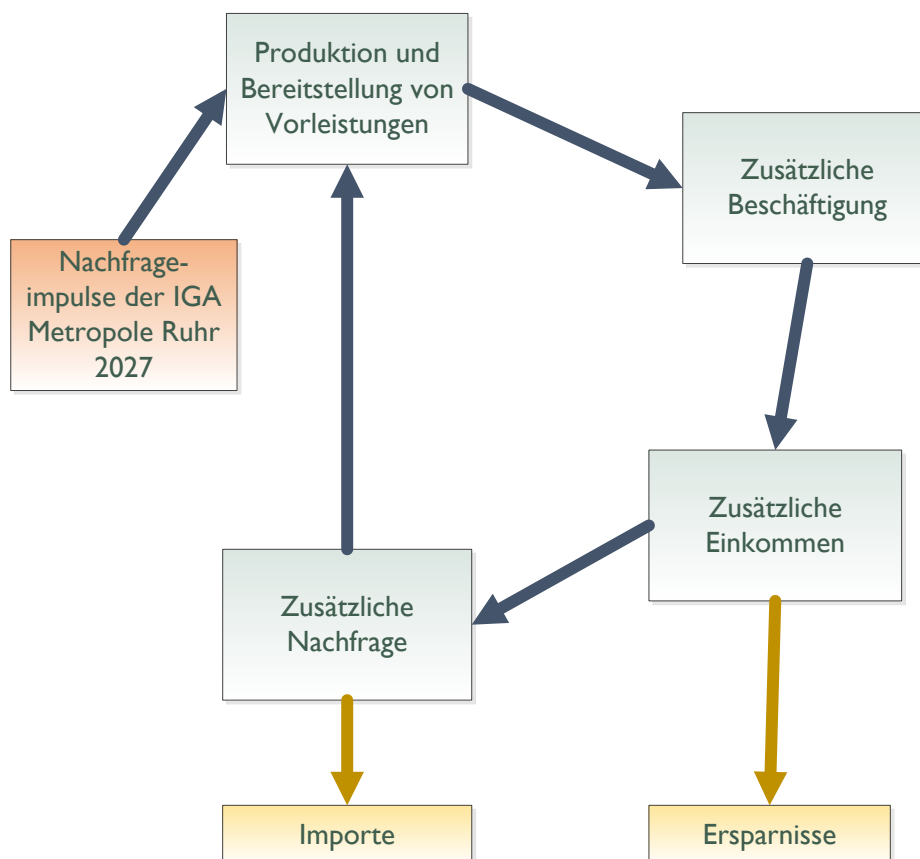 Produktion und
Bereitstellung von
Vorleistungen
Zusätzliche
Beschäftigung
Nachfrage-
impulse der IGA
Metropole Ruhr
2027
Zusätzliche
Einkommen
Zusätzliche
Nachfrage
Importe
Ersparnisse